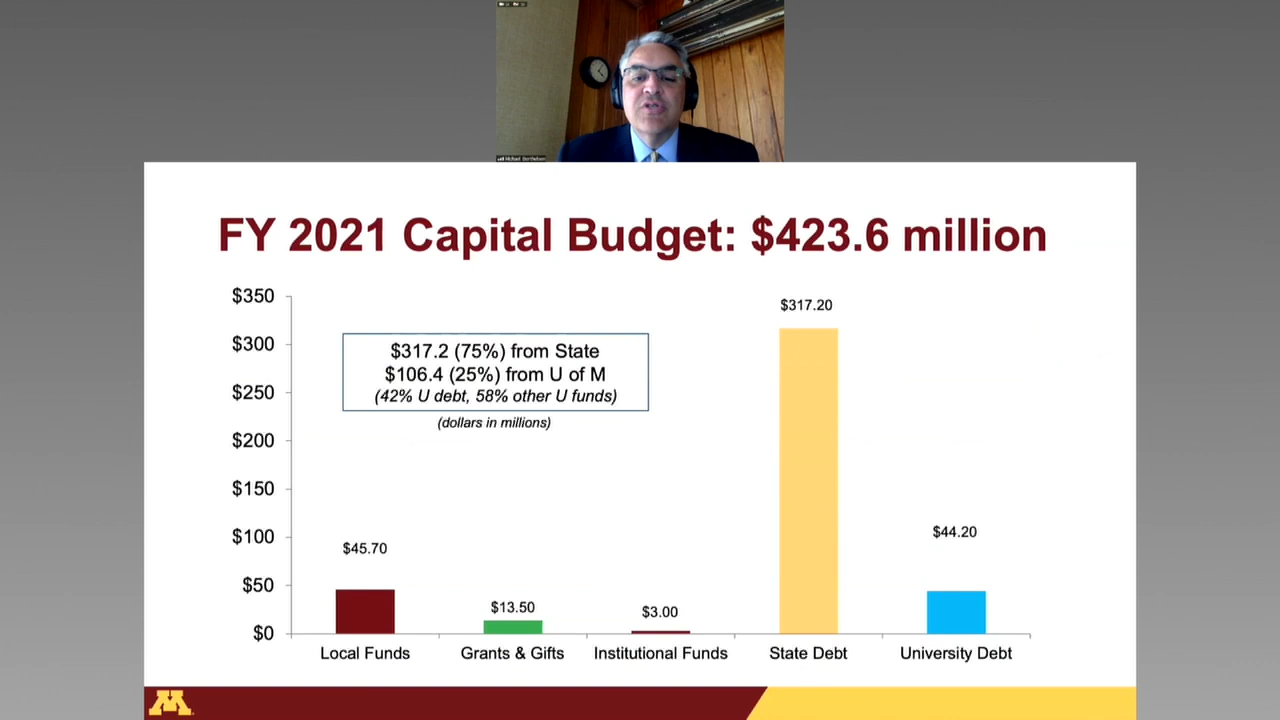 Michael Berthelsen
FY 2021 Capital Budget: $423.6 million
$350
$300
$250
$200
$150
$100
$50
$0
$317.2 (75%) from State
$106.4 (25%) from U of M
(42% U debt, 58% other U funds)
(dollars in millions)
$45.70
$13.50
$3.00
$317.20
$44.20
Local Funds
Grants & Gifts
Institutional Funds
State Debt
University Debt
M